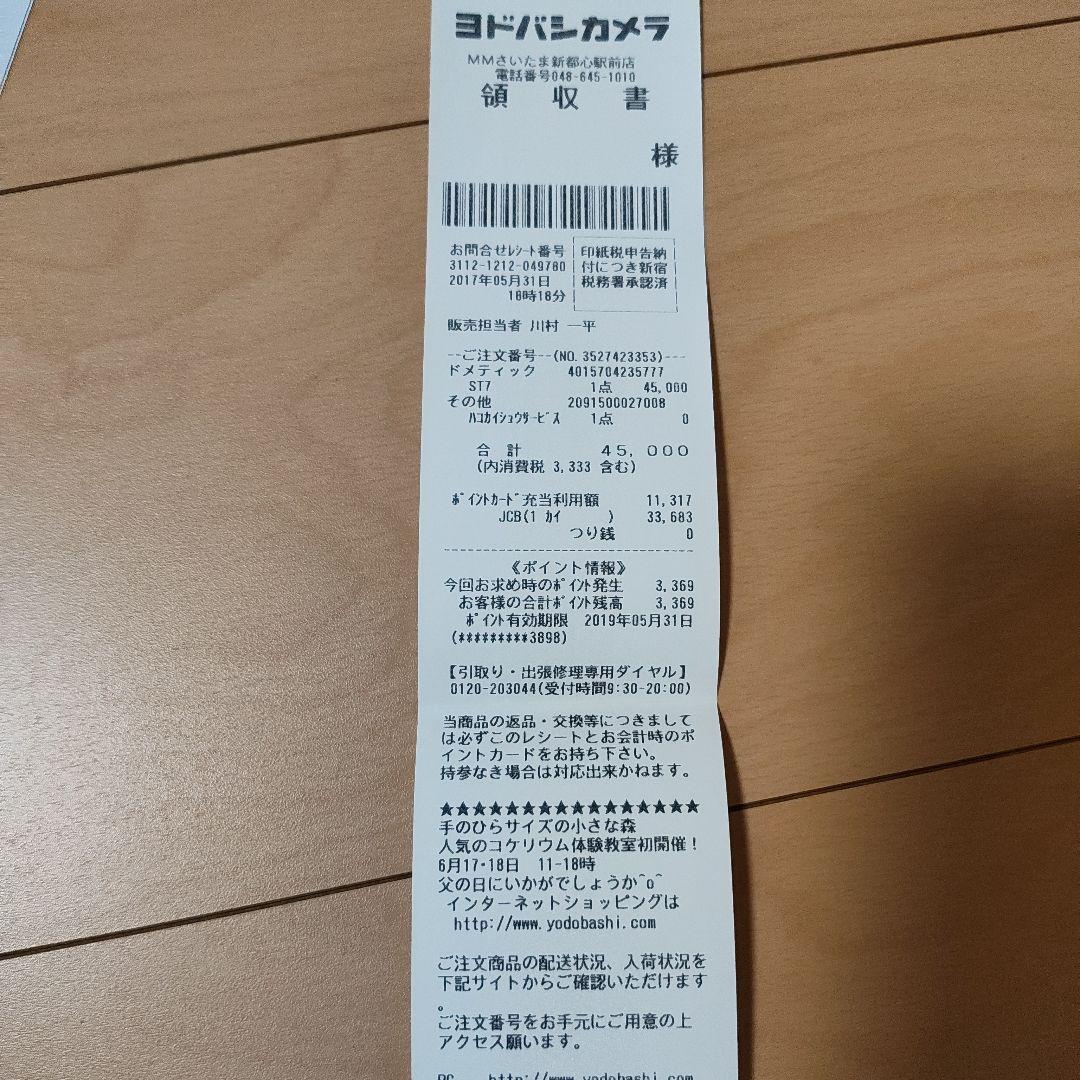 ヨドバシカメラ
MMさいたま新都心駅前店
電話番号048-645-1010
領 収 書
様
お問合せﾚｼｰﾄ番号
3112-1212-049780
2017年05月31日
18時18分
印紙税申告納
付につき新宿
税務署承認済
販売担当者 川村 一平
--ご注文番号--(NO.3527423353)---
ドメティック 4015704235777
ST7 1点 45,000
その他 2091500027008
ﾊｺｶｲｼｭｳｻｰﾋﾞｽ 1点 0
合 計 45,000
(内消費税 3,333 含む)
ﾎﾟｲﾝﾄｶｰﾄﾞ充当利用額 11,317
JCB(1 ｶｲ ) 33,683
つり銭 0
《ポイント情報》
今回お求め時のﾎﾟｲﾝﾄ発生 3,369
お客様の合計ﾎﾟｲﾝﾄ残高 3,369
ﾎﾟｲﾝﾄ有効期限 2019年05月31日
(*********3898)
【引取り・出張修理専用ダイヤル】
0120-203044(受付時間9:30-20:00)
当商品の返品・交換等につきまして
は必ずこのレシートとお会計時のポ
イントカードをお持ち下さい。
持参なき場合は対応出来かねます。
★★★★★★★★★★★★★★★★
手のひらサイズの小さな森
人気のコケリウム体験教室初開催！
6月17・18日 11-18時
父の日にいかがでしょうか^o^
インターネットショッピングは
http://www.yodobashi.com
ご注文商品の配送状況、入荷状況を
下記サイトからご確認いただけます
。
ご注文番号をお手元にご用意の上
アクセス願います。
PC http://www.yodobashi.com